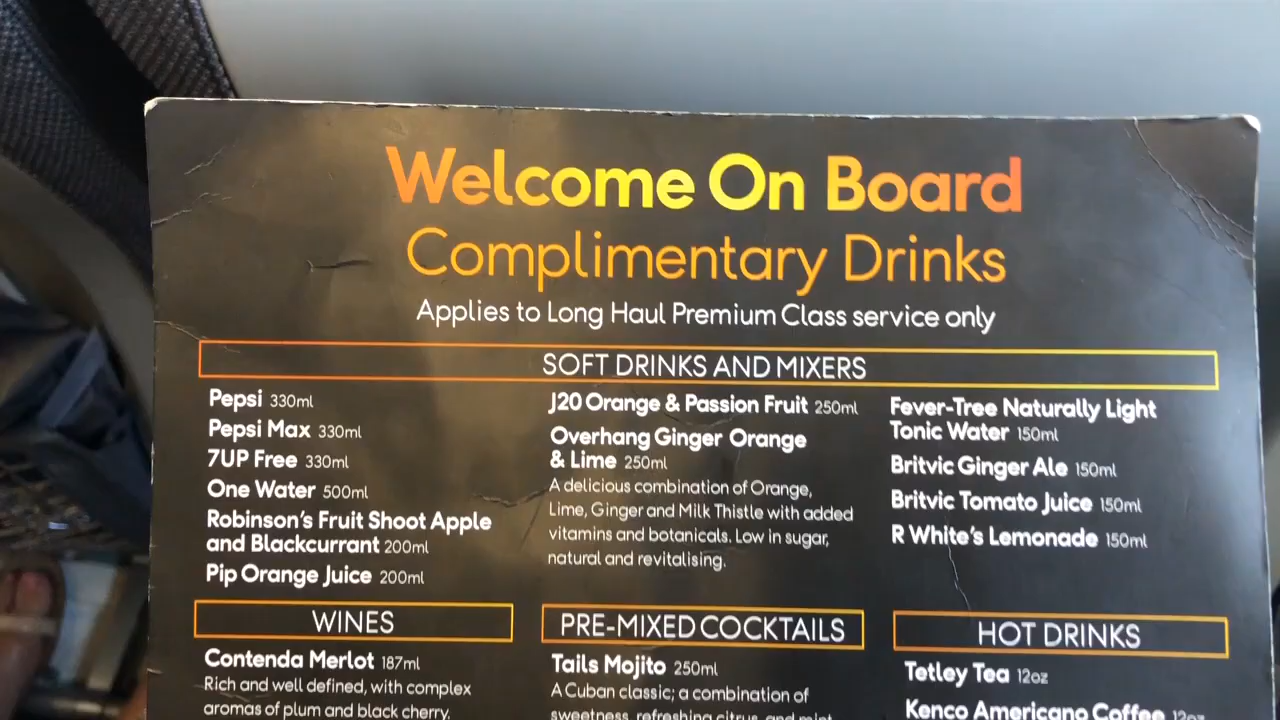 Welcome On Board
Complimentary Drinks
Applies to Long Haul Premium Class service only
SOFT DRINKS AND MIXERS
Pepsi 330ml
Pepsi Max 330ml
7UP Free 330ml
One Water 500ml
Robinson's Fruit Shoot Apple
and Blackcurrant 200ml
Pip Orange Juice 200ml
J20 Orange & Passion Fruit 250ml
Overhang Ginger Orange
& Lime 250ml
A delicious combination of Orange,
Lime, Ginger and Milk Thistle with added
vitamins and botanicals. Low in sugar,
natural and revitalising.
Fever-Tree Naturally Light
Tonic Water 150ml
Britvic Ginger Ale 150ml
Britvic Tomato Juice 150ml
R White's Lemonade 150ml
WINES
Contenda Merlot 187ml
Rich and well defined, with complex
aromas of plum and black cherry.
PRE-MIXED COCKTAILS
Tails Mojito 250ml
A Cuban classic; a combination of
sweetness, refreshing citrus, and mint
HOT DRINKS
Tetley Tea 12oz
Kenco Americano Coffee 12oz